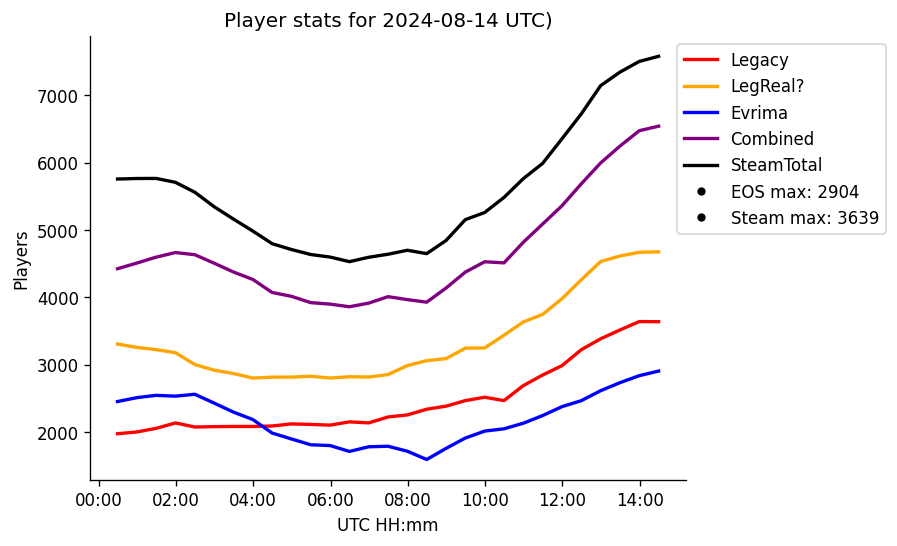 Player stats for 2024-08-14 UTC)
Legacy
LegReal?
Evrima
Combined
SteamTotal
EOS max: 2904
Steam max: 3639
Players
7000
6000
5000
4000
3000
2000
00:00 02:00 04:00 06:00 08:00 10:00 12:00 14:00
UTC HH:mm